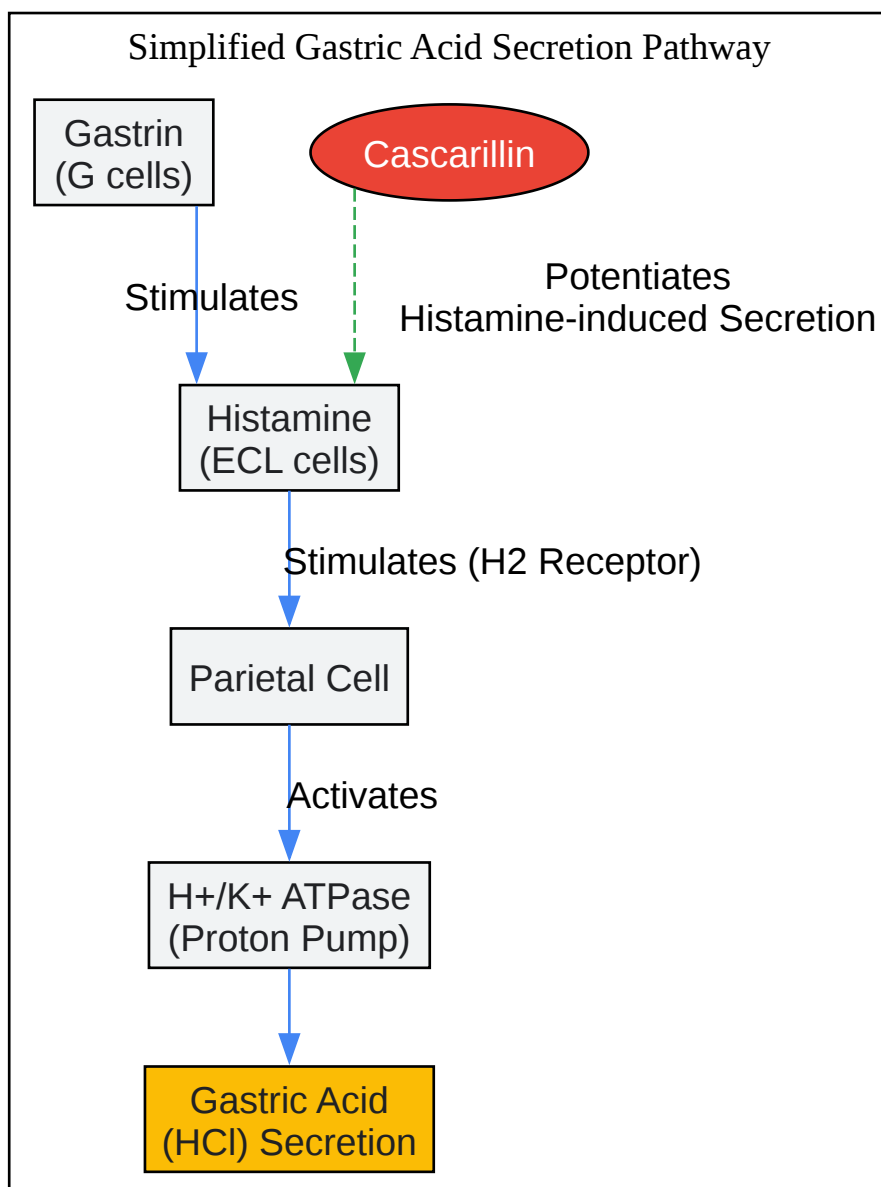 Simplified Gastric Acid Secretion Pathway
Gastrin
(G cells)
Cascarillin
Stimulates
Potentiates
Histamine-induced Secretion
Histamine
(ECL cells)
Stimulates (H2 Receptor)
Parietal Cell
Activates
H+/K+ ATPase
(Proton Pump)
Gastric Acid
(HCl) Secretion